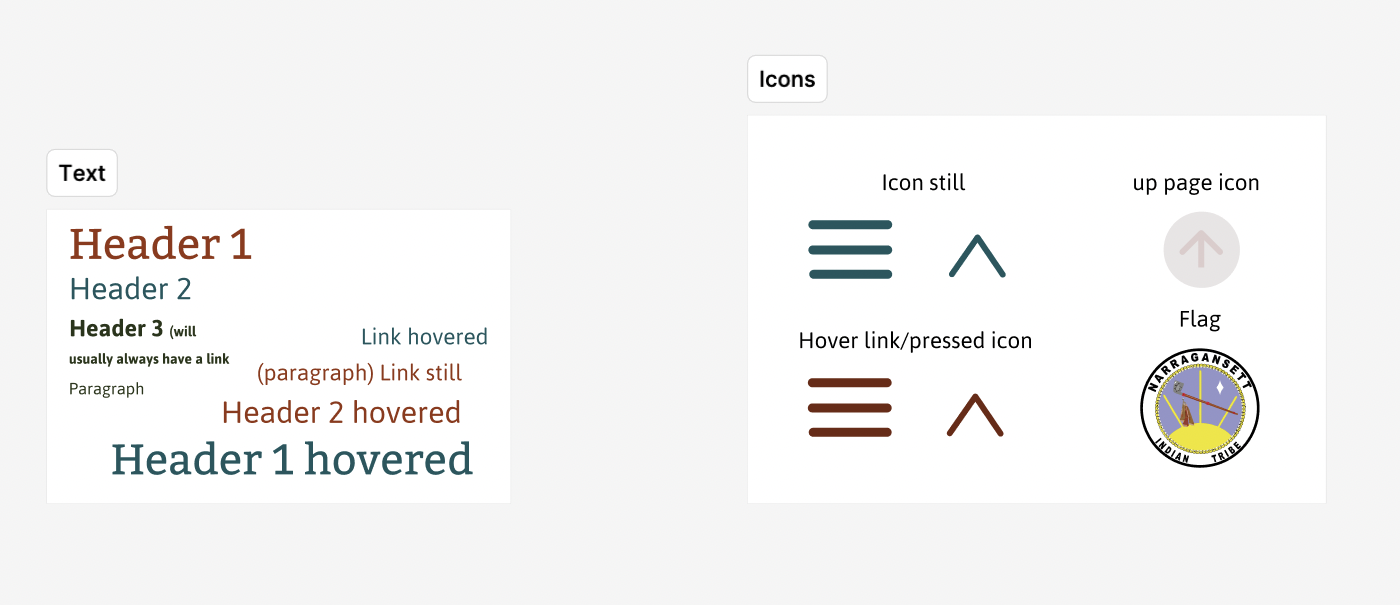 Text
Header 1
Header 2
Header 3 (will
usually always have a link
Paragraph
Link hovered
(paragraph) Link still
Header 2 hovered
Header 1 hovered
Icons
Icon still
up page icon
Hover link/pressed icon
Flag
NARRAGANSETT
INDIAN TRIBE